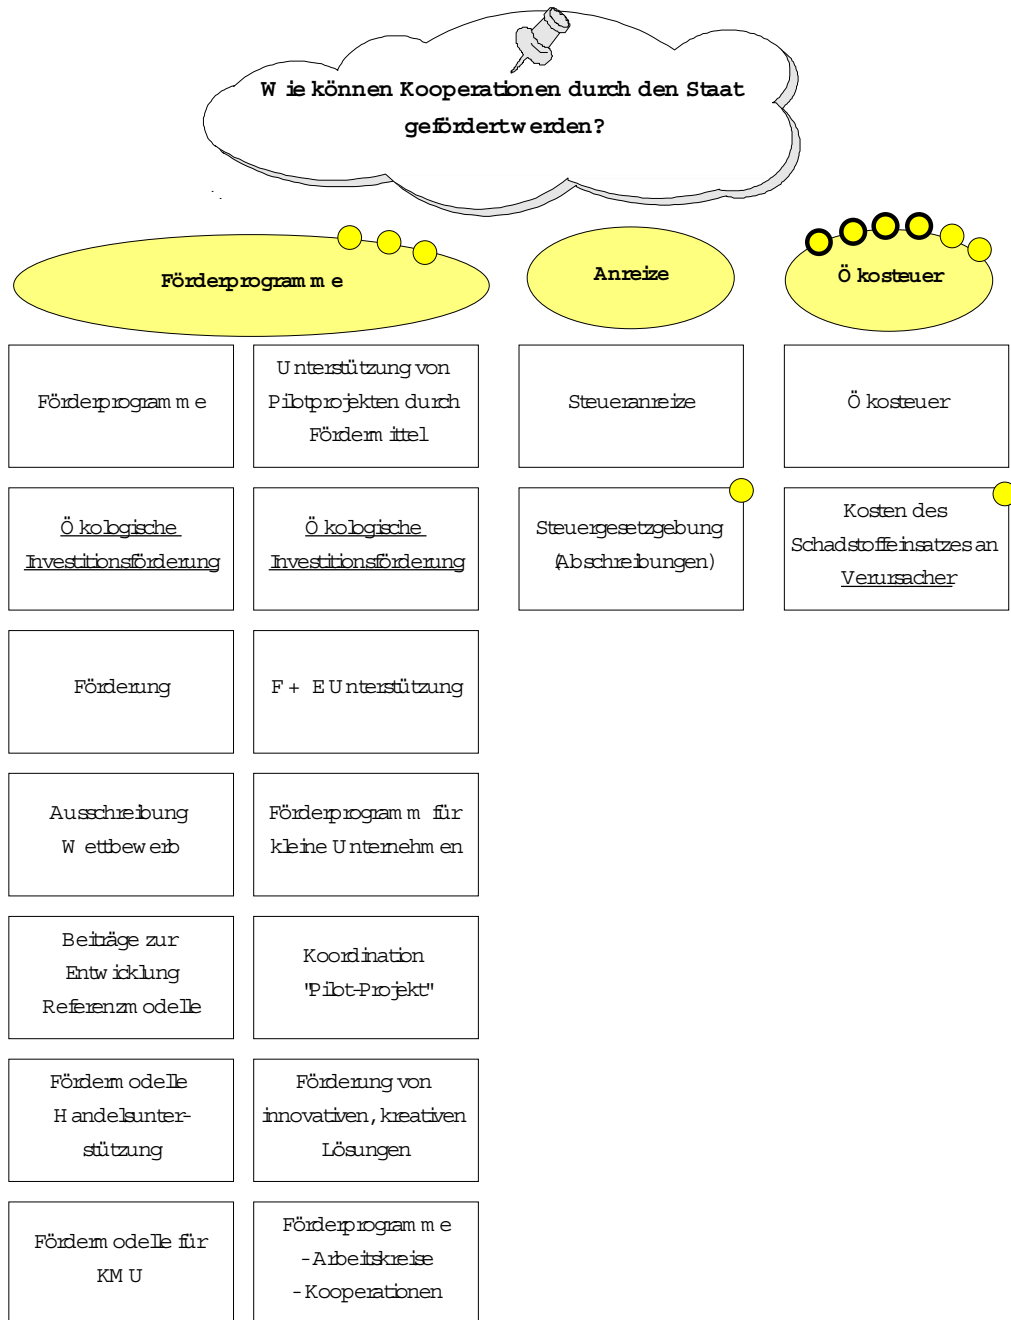 Wie können Kooperationen durch den Staat
gefördert werden?
Förderprogramme
Anreize
Ökosteuer
Förderprogramme
Unterstützung von
Pilotprojekten durch
Fördermittel
Steueranreize
Ökosteuer
Ökologische
Investitionsförderung
Ökologische
Investitionsförderung
Steuergesetzgebung
(Abschreibungen)
Kosten des
Schadstoffeinsatzes an
Verursacher
Förderung
F + E Unterstützung
Ausschreibung
Wettbewerb
Förderprogramm für
kleine Unternehmen
Beiträge zur
Entwicklung
Referenzmodelle
Koordination
"Pilot-Projekt"
Fördermodelle
Handelsunter-
stützung
Förderung von
innovativen, kreativen
Lösungen
Fördermodelle für
KMU
Förderprogramme
- Arbeitskreise
- Kooperationen